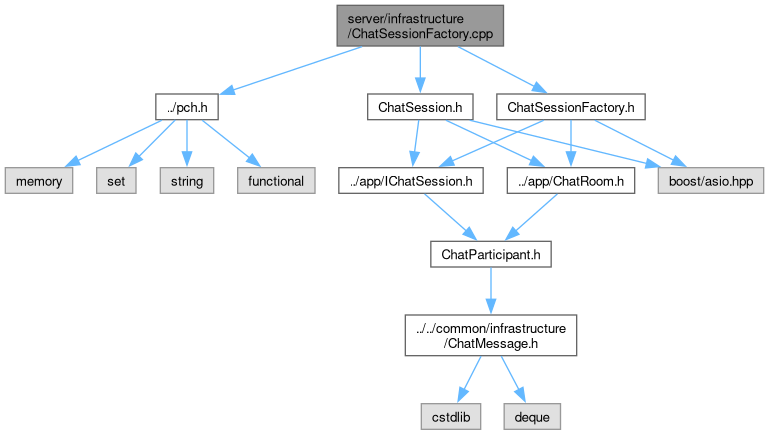 server/infrastructure
/ChatSessionFactory.cpp
../pch.h
ChatSession.h
ChatSessionFactory.h
memory
set
string
functional
../app/IChatSession.h
../app/ChatRoom.h
boost/asio.hpp
ChatParticipant.h
../../common/infrastructure
/ChatMessage.h
cstdlib
deque